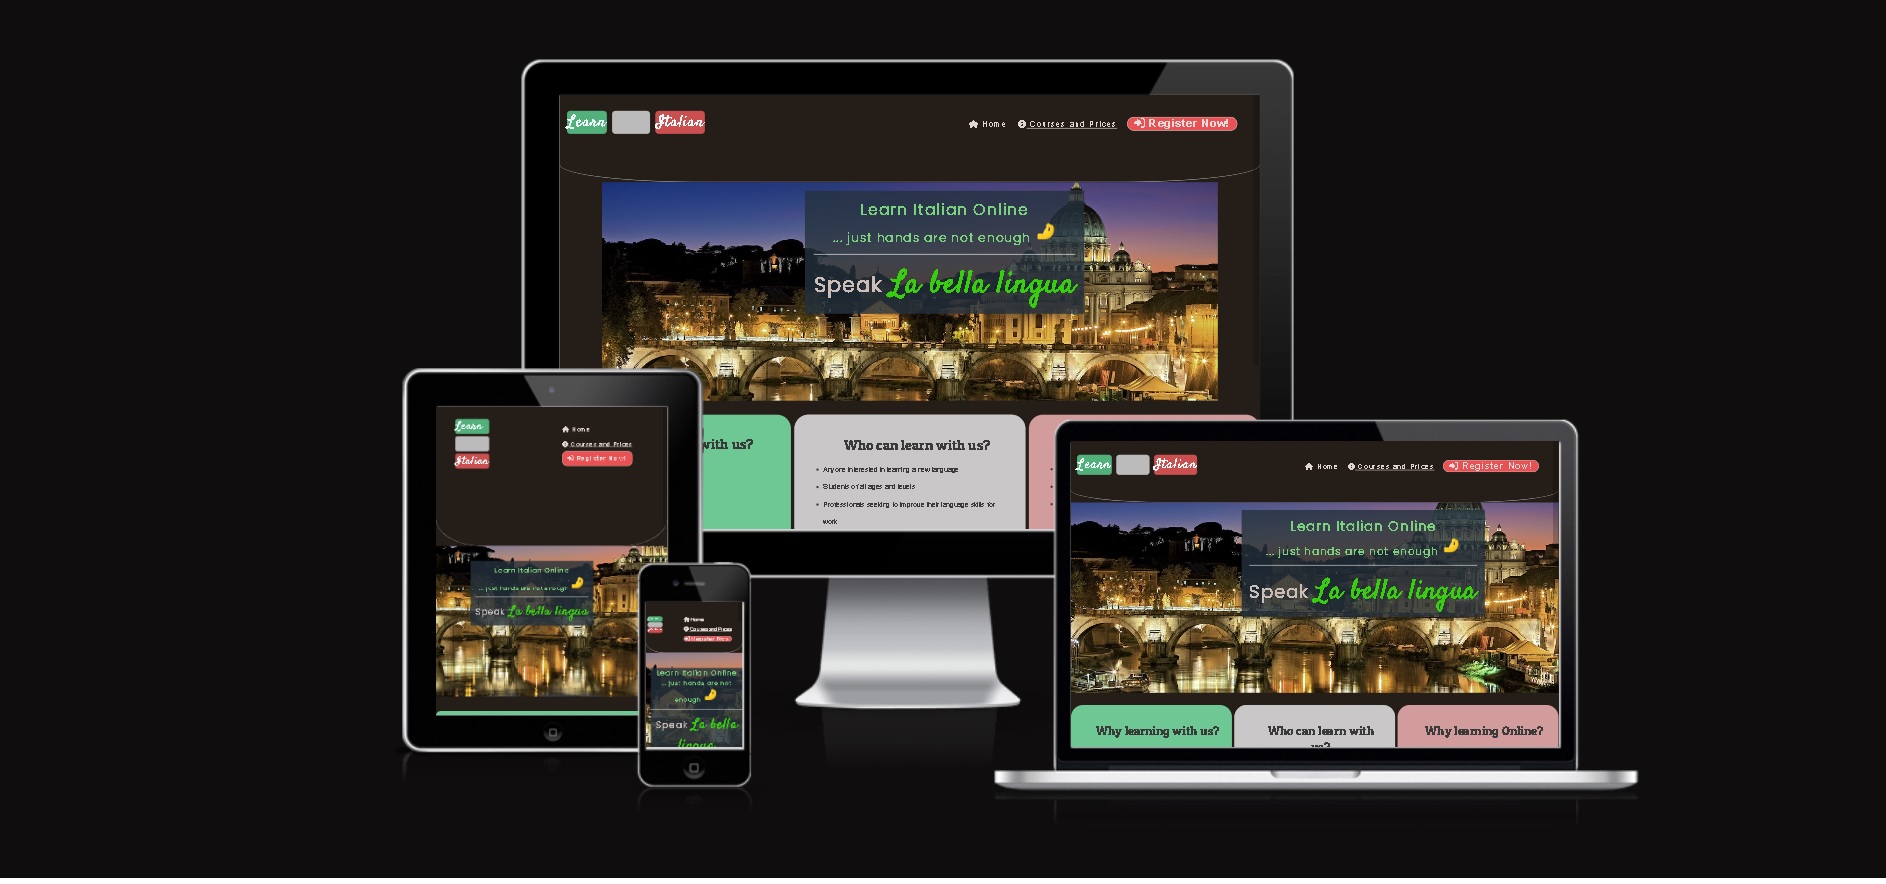 Learn Italian
Home Courses and Prices Register Now!
Learn Italian Online
... just hands are not enough
Speak La bella lingua
with us?
Who can learn with us?
Anyone interested in learning a new language
Students of all ages and levels
Professionals seeking to improve their language skills for
work
Learn
Italian
Home
Courses and Prices
Register Now!
Learn Italian Online
... just hands are not enough
Speak La bella lingua
Home
Courses and Prices
Register Now!
Learn Italian Online
... just hands are not
enough
Speak La bella
lingua
Learn Italian
Home Courses and Prices Register Now!
Learn Italian Online
... just hands are not enough
Speak La bella lingua
Why learning with us?
Who can learn with
us?
Why learning Online?